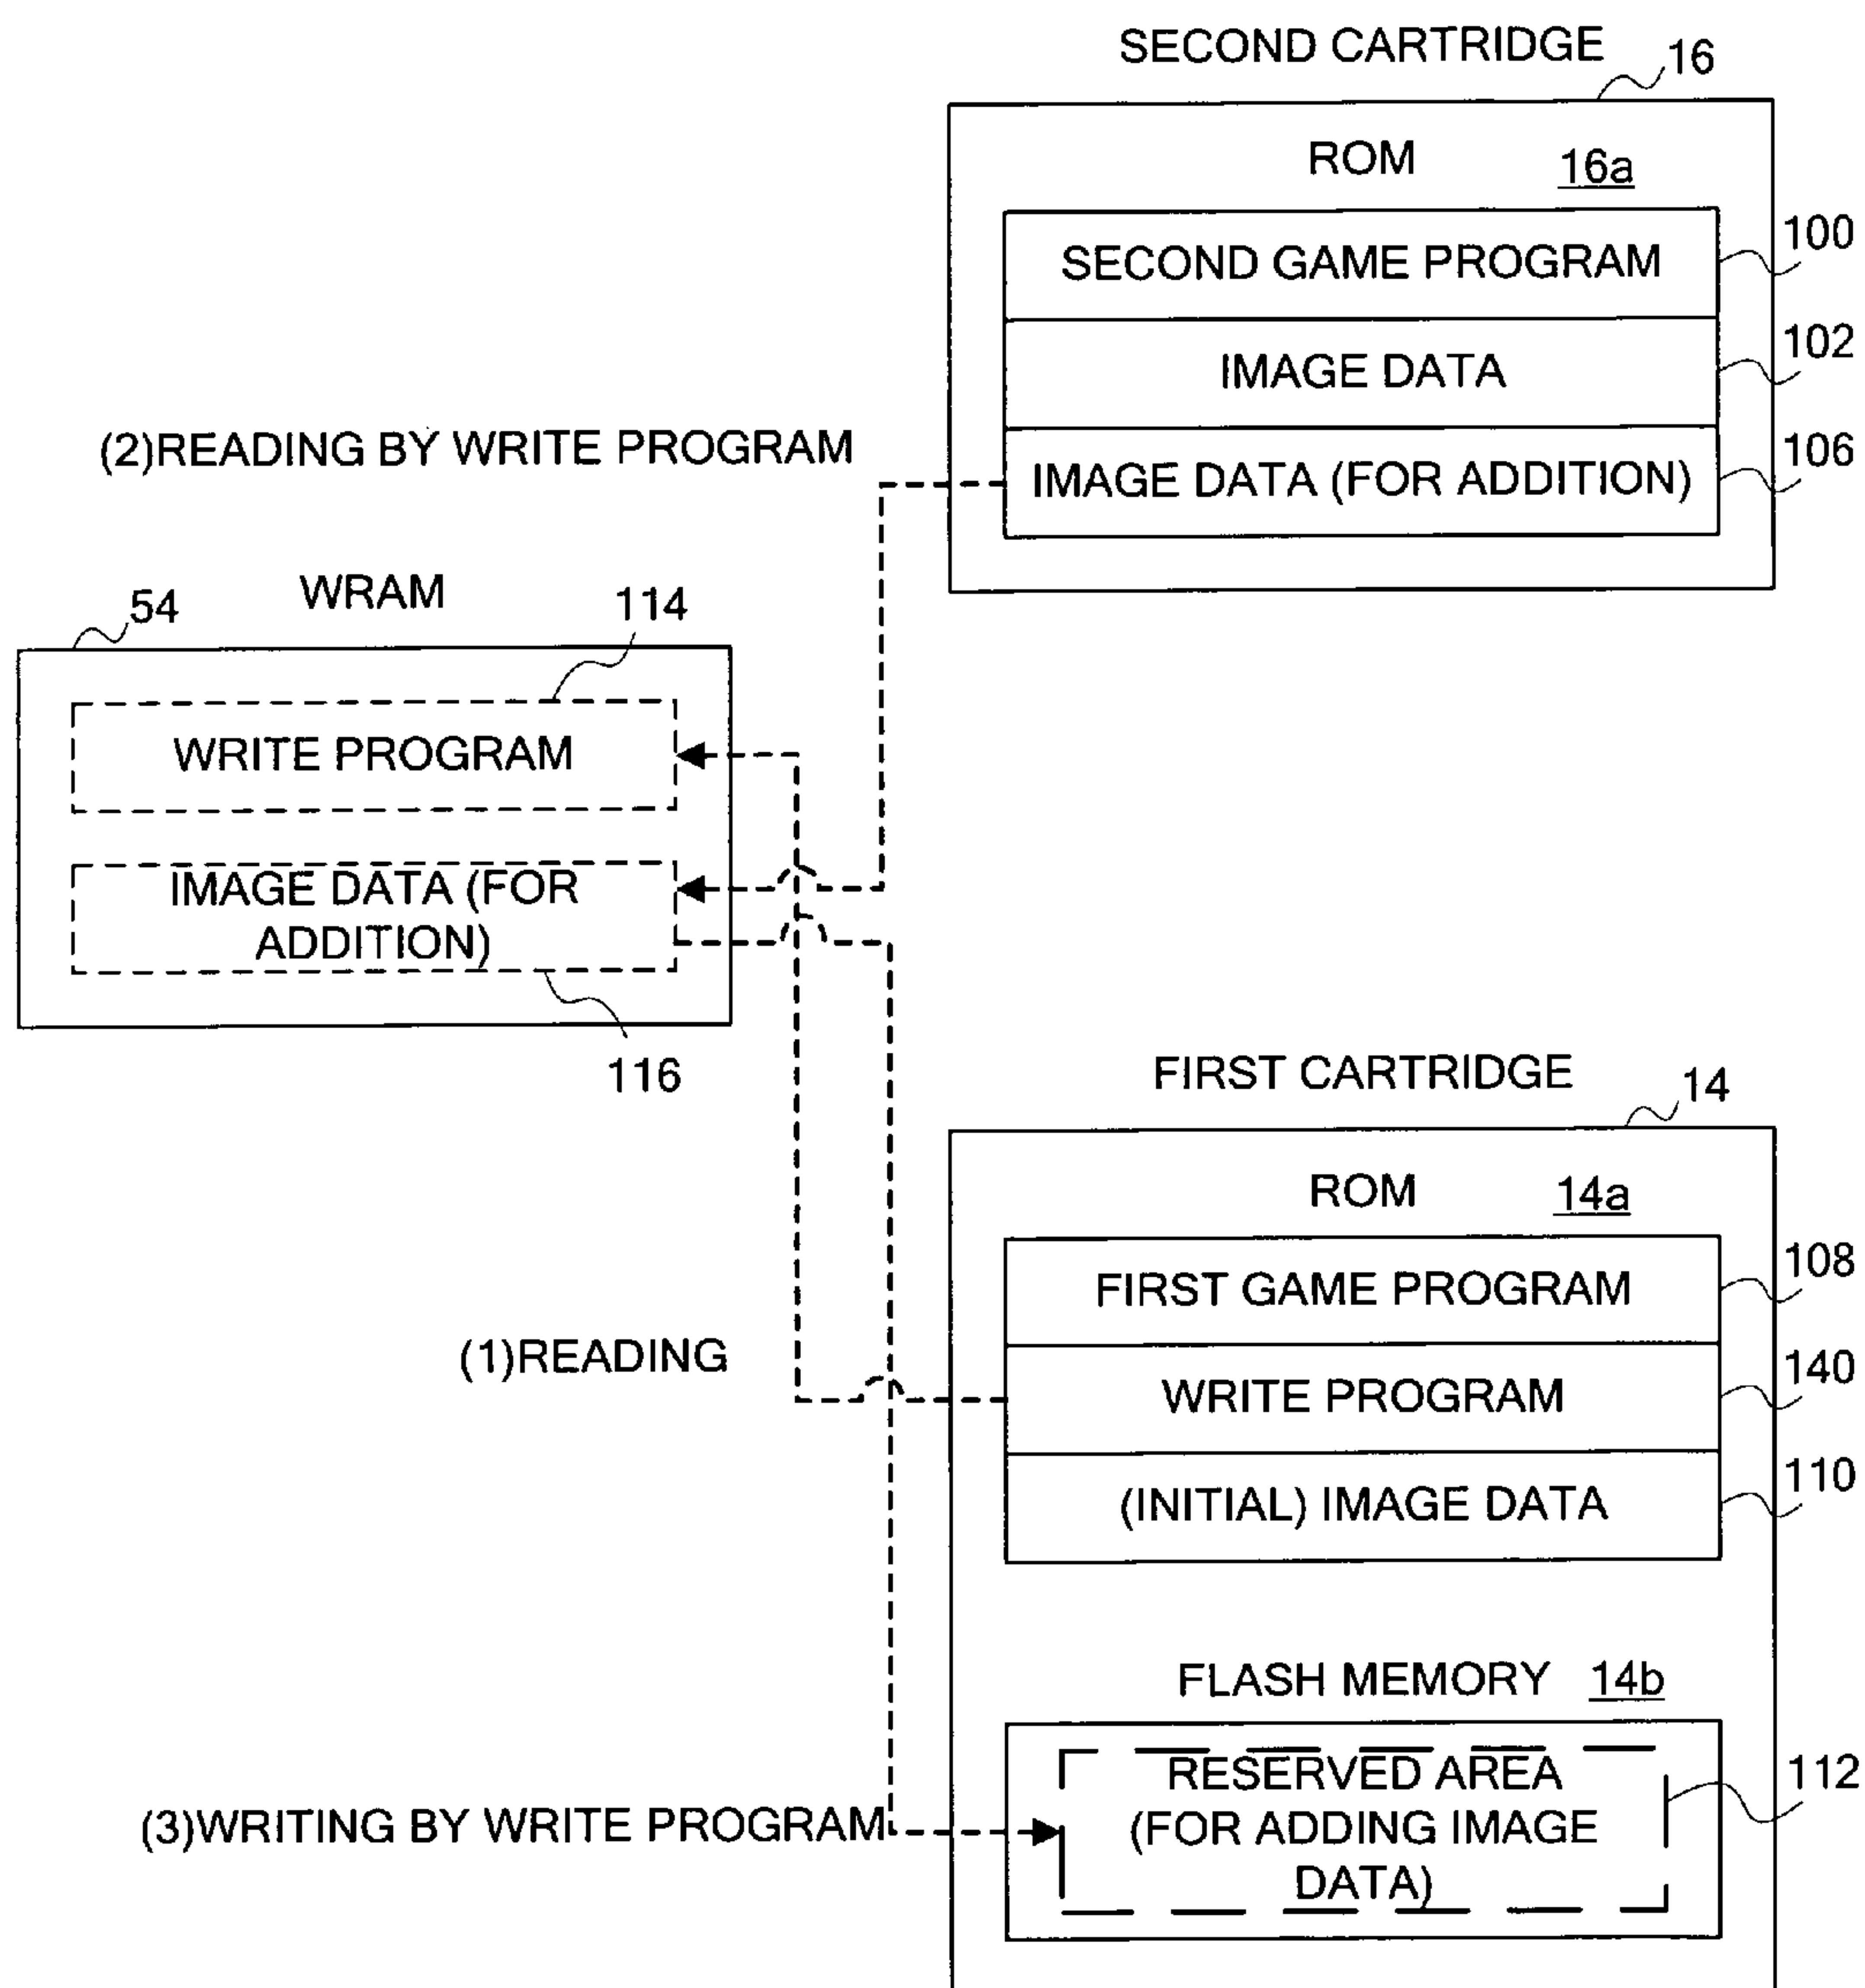 SECOND CARTRIDGE
16
ROM
16a
SECOND GAME PROGRAM
100
IMAGE DATA
102
IMAGE DATA (FOR ADDITION)
106
(2)READING BY WRITE PROGRAM
WRAM
54
114
WRITE PROGRAM
IMAGE DATA (FOR
ADDITION)
116
FIRST CARTRIDGE
14
ROM
14a
FIRST GAME PROGRAM
108
(1)READING
WRITE PROGRAM
140
(INITIAL) IMAGE DATA
110
FLASH MEMORY
14b
RESERVED AREA
(FOR ADDING IMAGE
DATA)
112
(3)WRITING BY WRITE PROGRAM